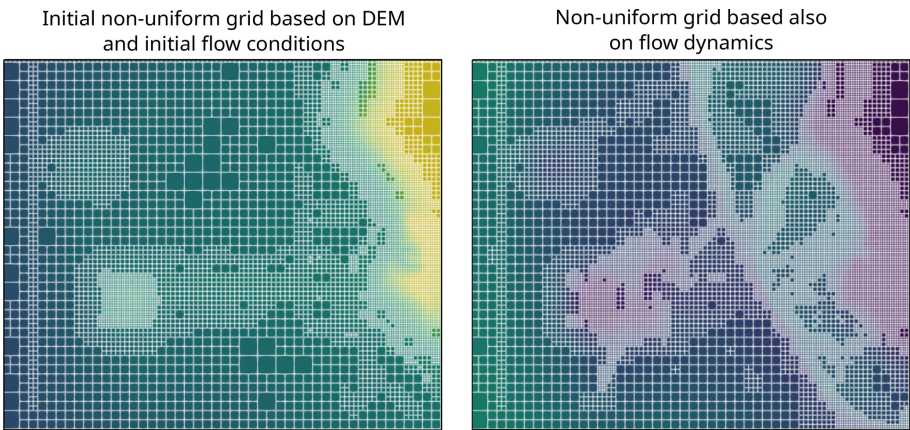 Initial non-uniform grid based on DEM
and initial flow conditions
Non-uniform grid based also
on flow dynamics